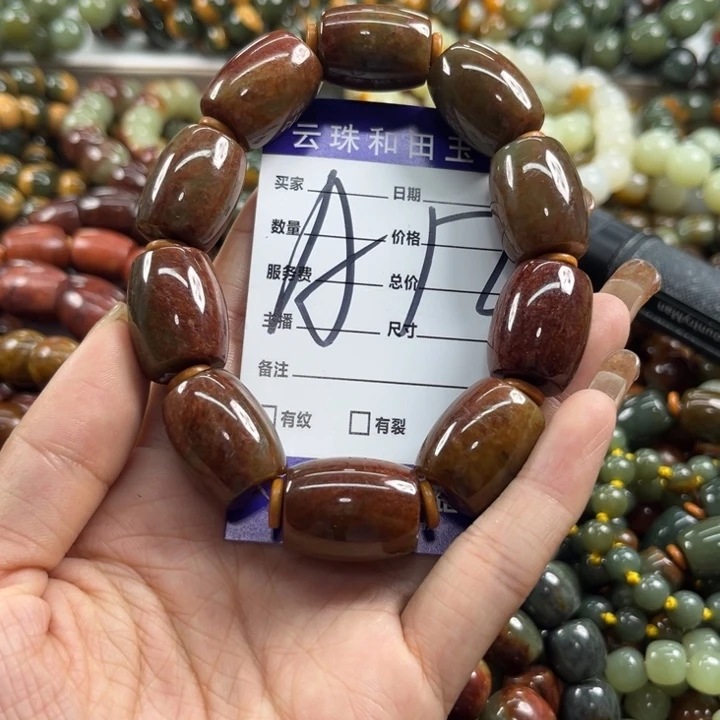 云珠和田玉
买家 日期
数量 价格
服务费 总价
主播 尺寸
备注
□有纹 □有裂